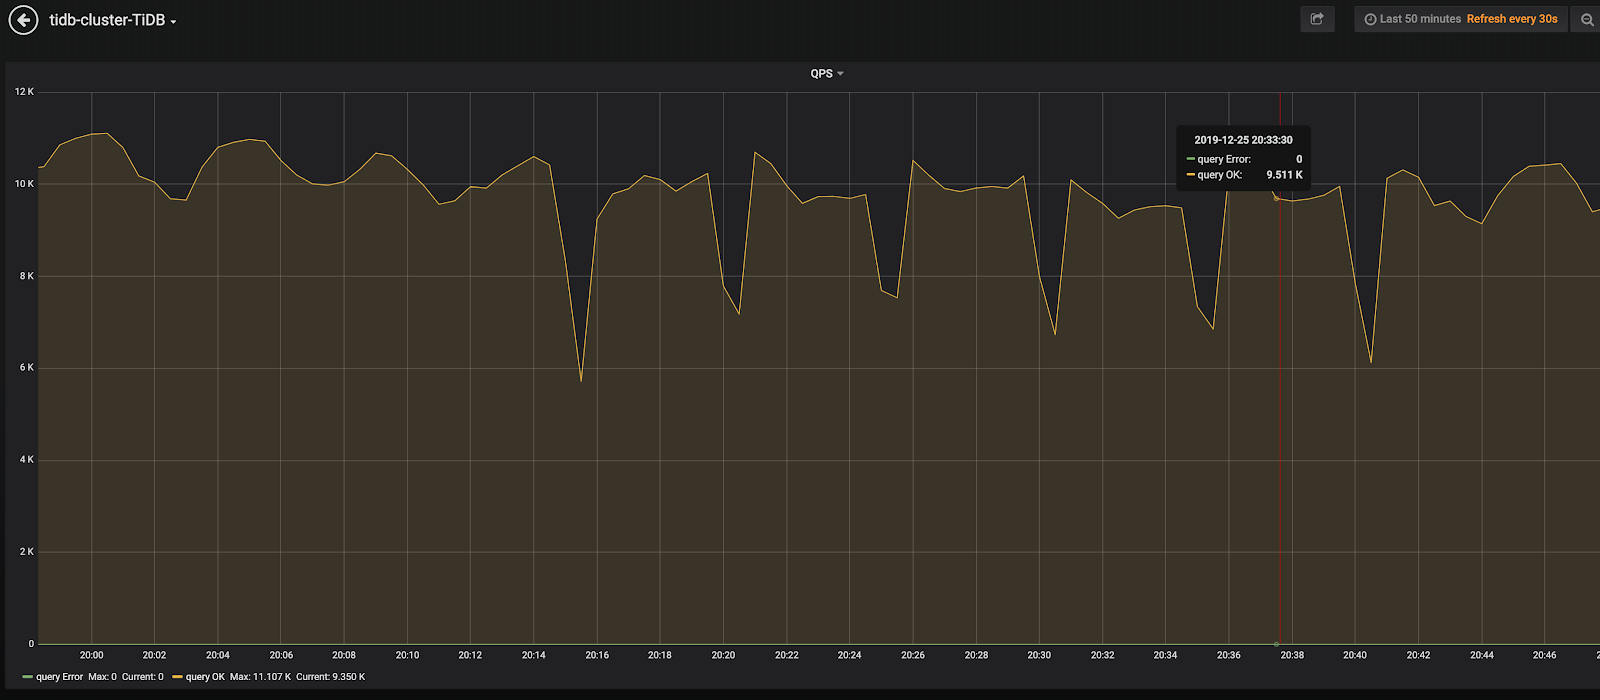 tidb-cluster-TiDB
Last 50 minutes Refresh every 30s
QPS
12 K
10 K
8 K
6 K
4 K
2 K
0
2019-12-25 20:33:30
query Error: 0
query OK: 9.511 K
20:00 20:02 20:04 20:06 20:08 20:10 20:12 20:14 20:16 20:18 20:20 20:22 20:24 20:26 20:28 20:30 20:32 20:34 20:36 20:38 20:40 20:42 20:44 20:46 2
query Error Max: 0 Current: 0 query OK Max: 11.107 K Current: 9.350 K